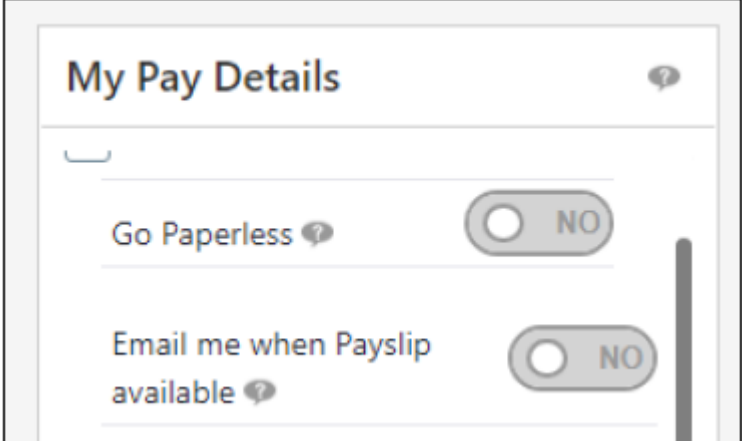 My Pay Details
Go Paperless
NO
Email me when Payslip
available
NO